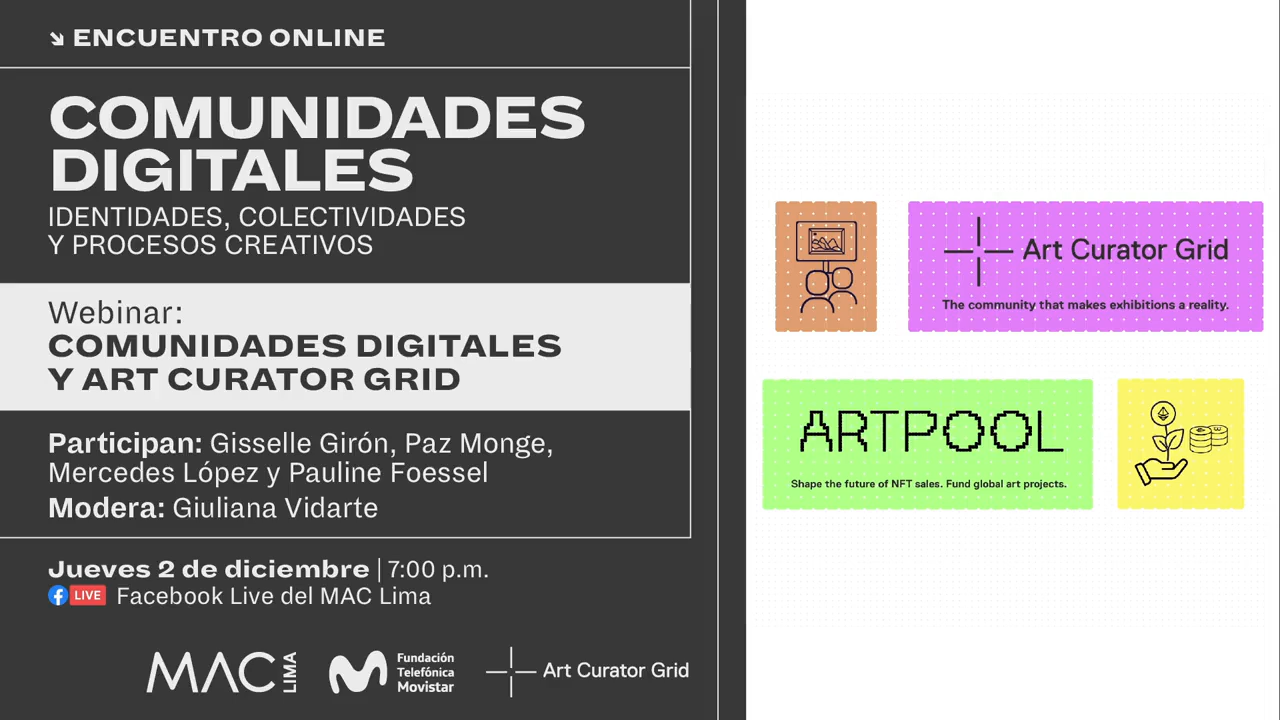 ENCUENTRO ONLINE
COMUNIDADES
DIGITALES
IDENTIDADES, COLECTIVIDADES
Y PROCESOS CREATIVOS
Webinar:
COMUNIDADES DIGITALES
Y ART CURATOR GRID
Participan: Gisselle Girón, Paz Monge,
Mercedes López y Pauline Foessel
Modera: Giuliana Vidarte
Jueves 2 de diciembre | 7:00 p.m.
LIVE Facebook Live del MAC Lima
MAC LIMA
Fundación
Telefónica
Movistar
Art Curator Grid
Art Curator Grid
The community that makes exhibitions a reality.
ARTPOOL
Shape the future of NFT sales. Fund global art projects.